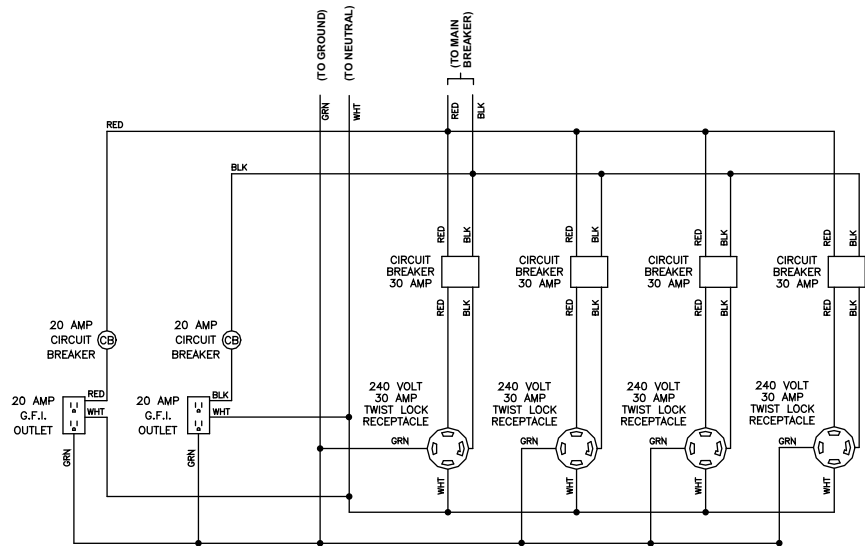 (TO GROUND)
(TO NEUTRAL)
(TO MAIN
BREAKER)
GRN
WHT
RED
BLK
RED
BLK
RED
BLK
RED
BLK
RED
BLK
RED
BLK
CIRCUIT
BREAKER
30 AMP
CIRCUIT
BREAKER
30 AMP
CIRCUIT
BREAKER
30 AMP
CIRCUIT
BREAKER
30 AMP
RED
BLK
RED
BLK
RED
BLK
RED
BLK
20 AMP
CIRCUIT
BREAKER
CB
20 AMP
CIRCUIT
BREAKER
CB
20 AMP
G.F.I.
OUTLET
RED
WHT
GRN
20 AMP
G.F.I.
OUTLET
BLK
WHT
GRN
240 VOLT
30 AMP
TWIST LOCK
RECEPTACLE
GRN
WHT
240 VOLT
30 AMP
TWIST LOCK
RECEPTACLE
GRN
WHT
240 VOLT
30 AMP
TWIST LOCK
RECEPTACLE
GRN
WHT
240 VOLT
30 AMP
TWIST LOCK
RECEPTACLE
GRN
WHT